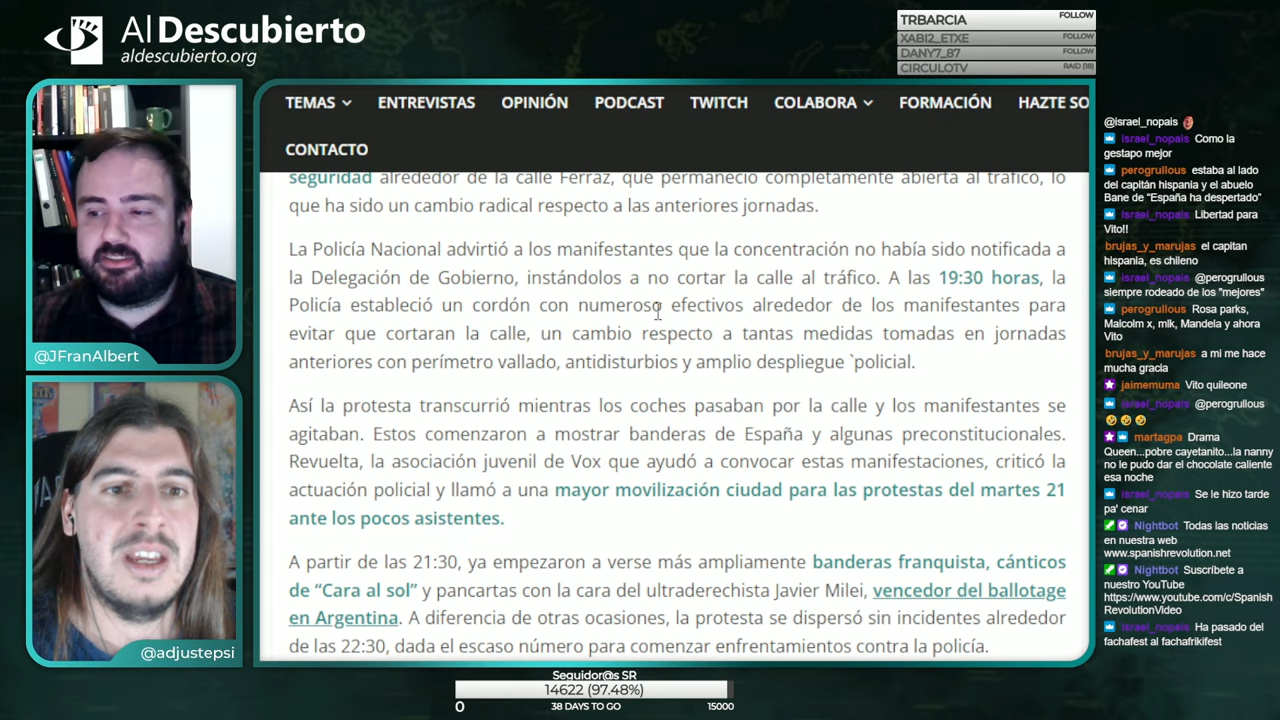 Al Descubierto
aldescubierto.org
TRBARCIA FOLLOW
XABI2_ETXE FOLLOW
DANY7_87 FOLLOW
CIRCULOTV RAID (18)
TEMAS ENTREVISTAS OPINIÓN PODCAST TWITCH COLABORA FORMACIÓN HAZTE SO
CONTACTO
seguridad alrededor de la calle Ferraz, que permaneció completamente abierta al tráfico, lo
que ha sido un cambio radical respecto a las anteriores jornadas.
La Policía Nacional advirtió a los manifestantes que la concentración no había sido notificada a
la Delegación de Gobierno, instándolos a no cortar la calle al tráfico. A las 19:30 horas, la
Policía estableció un cordón con numeroso efectivos alrededor de los manifestantes para
evitar que cortaran la calle, un cambio respecto a tantas medidas tomadas en jornadas
anteriores con perímetro vallado, antidisturbios y amplio despliegue `policial.
Así la protesta transcurrió mientras los coches pasaban por la calle y los manifestantes se
agitaban. Estos comenzaron a mostrar banderas de España y algunas preconstitucionales.
Revuelta, la asociación juvenil de Vox que ayudó a convocar estas manifestaciones, criticó la
actuación policial y llamó a una mayor movilización ciudad para las protestas del martes 21
ante los pocos asistentes.
A partir de las 21:30, ya empezaron a verse más ampliamente banderas franquista, cánticos
de “Cara al sol” y pancartas con la cara del ultraderechista Javier Milei, vencedor del ballotage
en Argentina. A diferencia de otras ocasiones, la protesta se dispersó sin incidentes alrededor
de las 22:30, dada el escaso número para comenzar enfrentamientos contra la policía.
@JFranAlbert
@adjustepsi
@israel_nopais
israel_nopais Como la
gestapo mejor
perogrullous estaba al lado
del capitán hispania y el abuelo
Bane de “España ha despertado”
israel_nopais Libertad para
Vito!!
brujas_y_marujas el capitan
hispania, es chileno
israel_nopais @perogrullous
siempre rodeado de los "mejores"
perogrullous Rosa parks,
Malcolm x, mlk, Mandela y ahora
Vito
brujas_y_marujas a mi me hace
mucha gracia
jaimemuma Vito quileone
israel_nopais @perogrullous
martagpa Drama
Queen...pobre cayetanito...la nanny
no le pudo dar el chocolate caliente
esa noche
israel_nopais Se le hizo tarde
pa' cenar
Nightbot Todas las noticias
en nuestra web
www.spanishrevolution.net
Nightbot Suscríbete a
nuestro YouTube
https://www.youtube.com/c/Spanish
RevolutionVideo
israel_nopais Ha pasado del
fachafest al fachafrikifest
Seguidor@s SR
14622 (97.48%)
0 38 DAYS TO GO 15000